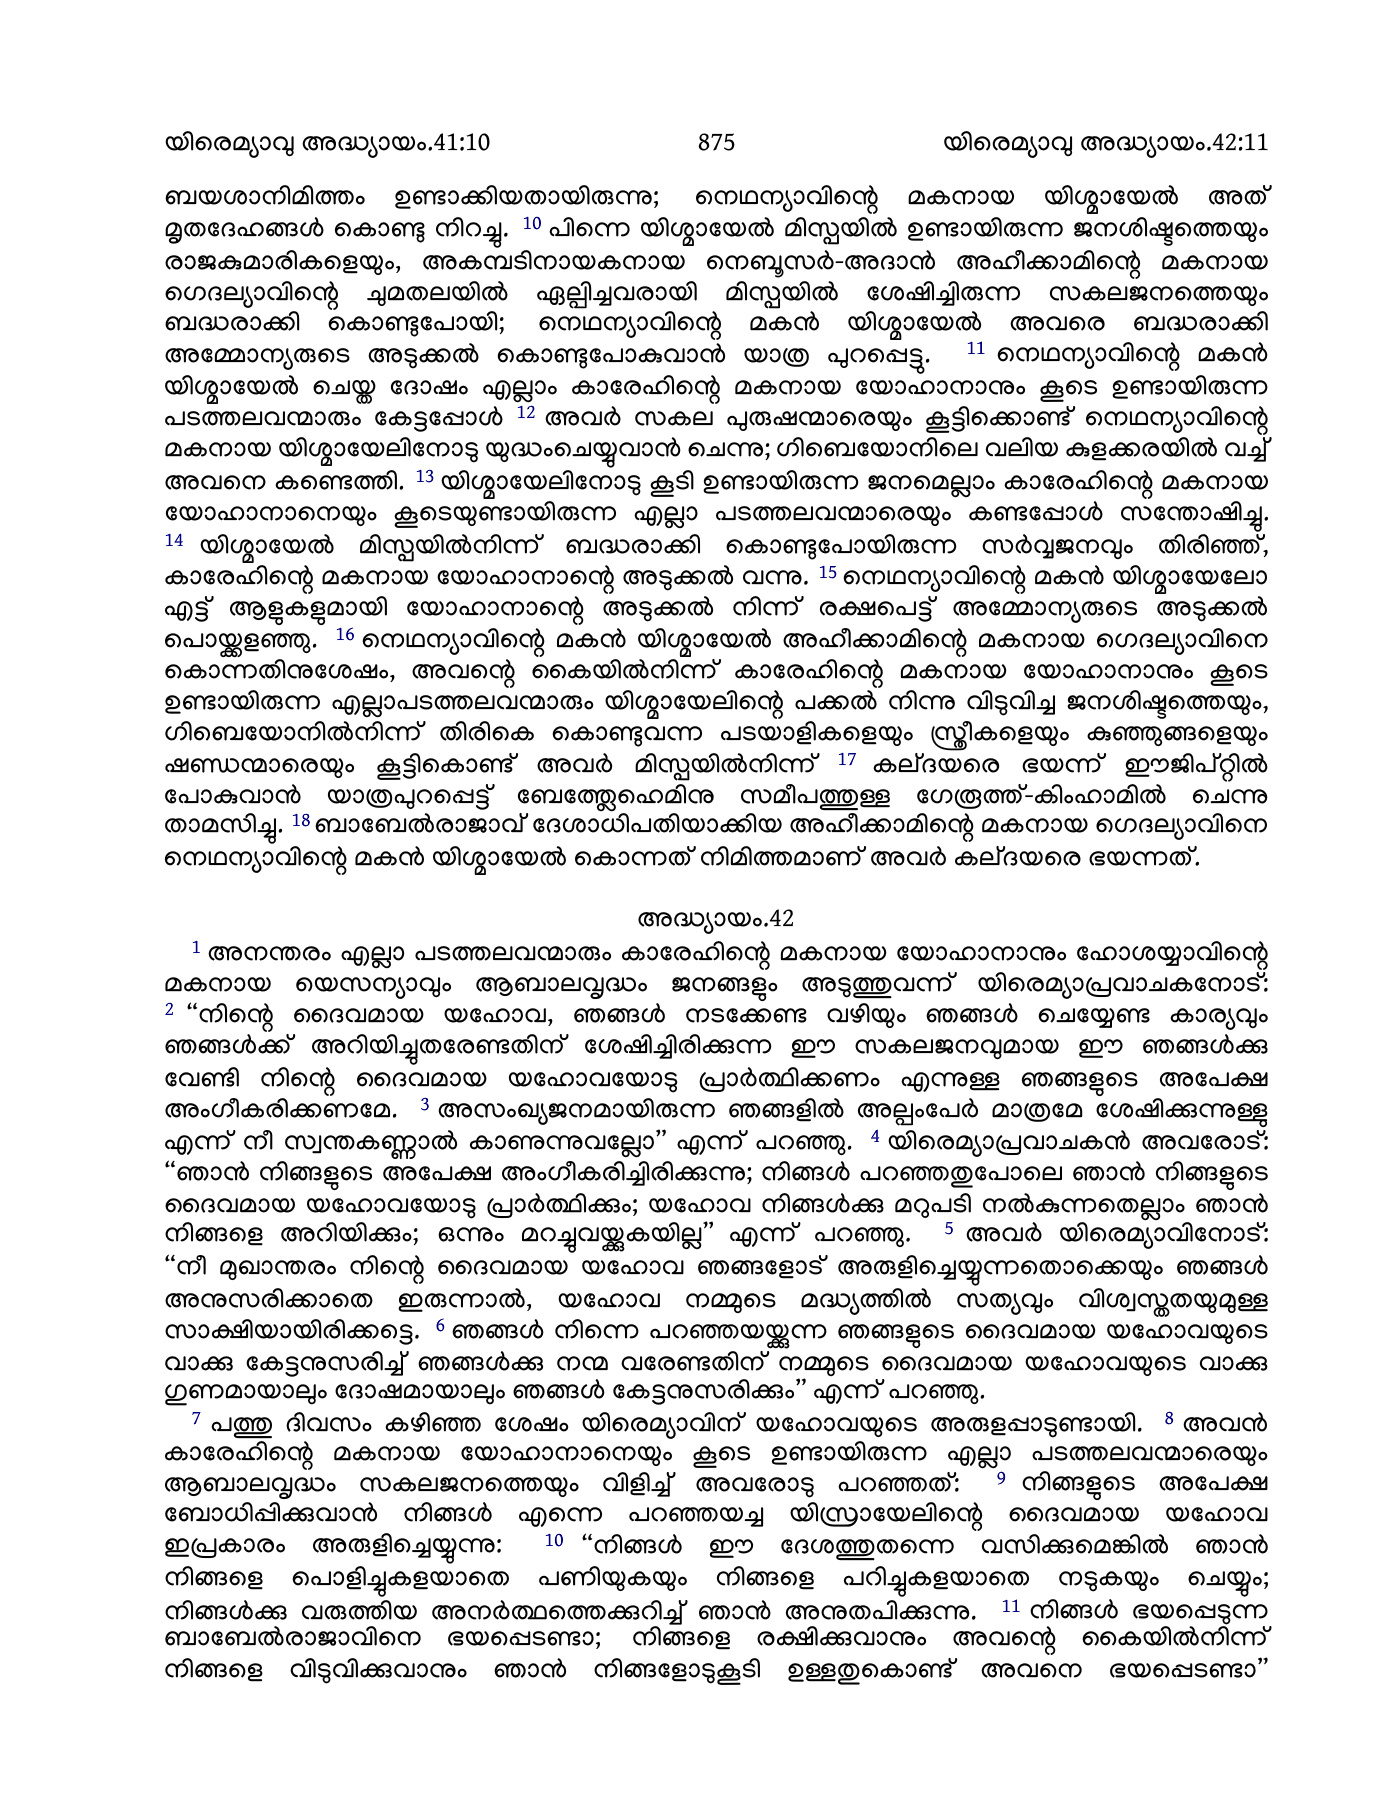 യിരെമ്യാവു അദ്ധ്യായം.41:10 875 യിരെമ്യാവു അദ്ധ്യായം.42:11
ബയശാനിമിത്തം ഉണ്ടാക്കിയതായിരുന്നു; നെഥന്യാവിന്റെ മകനായ യിശ്മായേൽ അത്
മൃതദേഹങ്ങൾ കൊണ്ടു നിറച്ചു. 10 പിന്നെ യിശ്മായേൽ മിസ്പയിൽ ഉണ്ടായിരുന്ന ജനശിഷ്ടത്തെയും
രാജകുമാരികളെയും, അകമ്പടിനായകനായ നെബൂസർ-അദാൻ അഹീക്കാമിന്റെ മകനായ
ഗെദല്യാവിന്റെ ചുമതലയിൽ ഏല്പിച്ചവരായി മിസ്പയിൽ ശേഷിച്ചിരുന്ന സകലജനത്തെയും
ബദ്ധരാക്കി കൊണ്ടുപോയി; നെഥന്യാവിന്റെ മകൻ യിശ്മായേൽ അവരെ ബദ്ധരാക്കി
അമ്മോന്യരുടെ അടുക്കൽ കൊണ്ടുപോകുവാൻ യാത്ര പുറപ്പെട്ടു. 11 നെഥന്യാവിന്റെ മകൻ
യിശ്മായേൽ ചെയ്ത ദോഷം എല്ലാം കാരേഹിന്റെ മകനായ യോഹാനാനും കൂടെ ഉണ്ടായിരുന്ന
പടത്തലവന്മാരും കേട്ടപ്പോൾ 12 അവർ സകല പുരുഷന്മാരെയും കൂട്ടിക്കൊണ്ട് നെഥന്യാവിന്റെ
മകനായ യിശ്മായേലിനോടു യുദ്ധംചെയ്യുവാൻ ചെന്നു; ഗിബെയോനിലെ വലിയ കുളക്കരയിൽ വച്ച്
അവനെ കണ്ടെത്തി. 13 യിശ്മായേലിനോടു കൂടി ഉണ്ടായിരുന്ന ജനമെല്ലാം കാരേഹിന്റെ മകനായ
യോഹാനാനെയും കൂടെയുണ്ടായിരുന്ന എല്ലാ പടത്തലവന്മാരെയും കണ്ടപ്പോൾ സന്തോഷിച്ചു.
14 യിശ്മായേൽ മിസ്പയിൽനിന്ന് ബദ്ധരാക്കി കൊണ്ടുപോയിരുന്ന സർവ്വജനവും തിരിഞ്ഞ്,
കാരേഹിന്റെ മകനായ യോഹാനാന്റെ അടുക്കൽ വന്നു. 15 നെഥന്യാവിന്റെ മകൻ യിശ്മായേലോ
എട്ട് ആളുകളുമായി യോഹാനാന്റെ അടുക്കൽ നിന്ന് രക്ഷപെട്ട് അമ്മോന്യരുടെ അടുക്കൽ
പൊയ്ക്കളഞ്ഞു. 16 നെഥന്യാവിന്റെ മകൻ യിശ്മായേൽ അഹീക്കാമിന്റെ മകനായ ഗെദല്യാവിനെ
കൊന്നതിനുശേഷം, അവന്റെ കൈയിൽനിന്ന് കാരേഹിന്റെ മകനായ യോഹാനാനും കൂടെ
ഉണ്ടായിരുന്ന എല്ലാപടത്തലവന്മാരും യിശ്മായേലിന്റെ പക്കൽ നിന്നു വിടുവിച്ച ജനശിഷ്ടത്തെയും,
ഗിബെയോനിൽനിന്ന് തിരികെ കൊണ്ടുവന്ന പടയാളികളെയും സ്ത്രീകളെയും കുഞ്ഞുങ്ങളെയും
ഷണ്ഡന്മാരെയും കൂട്ടികൊണ്ട് അവർ മിസ്പയിൽനിന്ന് 17 കല്ദയരെ ഭയന്ന് ഈജിപ്റ്റിൽ
പോകുവാൻ യാത്രപുറപ്പെട്ട് ബേത്ത്ലേഹെമിനു സമീപത്തുള്ള ഗേരൂത്ത്-കിംഹാമിൽ ചെന്നു
താമസിച്ചു. 18 ബാബേൽരാജാവ് ദേശാധിപതിയാക്കിയ അഹീക്കാമിന്റെ മകനായ ഗെദല്യാവിനെ
നെഥന്യാവിന്റെ മകൻ യിശ്മായേൽ കൊന്നത് നിമിത്തമാണ് അവർ കല്ദയരെ ഭയന്നത്.
അദ്ധ്യായം.42
1 അനന്തരം എല്ലാ പടത്തലവന്മാരും കാരേഹിന്റെ മകനായ യോഹാനാനും ഹോശയ്യാവിന്റെ
മകനായ യെസന്യാവും ആബാലവൃദ്ധം ജനങ്ങളും അടുത്തുവന്ന് യിരെമ്യാപ്രവാചകനോട്:
2 “നിന്റെ ദൈവമായ യഹോവ, ഞങ്ങൾ നടക്കേണ്ട വഴിയും ഞങ്ങൾ ചെയ്യേണ്ട കാര്യവും
ഞങ്ങൾക്ക് അറിയിച്ചുതരേണ്ടതിന് ശേഷിച്ചിരിക്കുന്ന ഈ സകലജനവുമായ ഈ ഞങ്ങൾക്കു
വേണ്ടി നിന്റെ ദൈവമായ യഹോവയോടു പ്രാർത്ഥിക്കണം എന്നുള്ള ഞങ്ങളുടെ അപേക്ഷ
അംഗീകരിക്കണമേ. 3 അസംഖ്യജനമായിരുന്ന ഞങ്ങളിൽ അല്പംപേർ മാത്രമേ ശേഷിക്കുന്നുള്ളു
എന്ന് നീ സ്വന്തകണ്ണാൽ കാണുന്നുവല്ലോ” എന്ന് പറഞ്ഞു. 4 യിരെമ്യാപ്രവാചകൻ അവരോട്:
“ഞാൻ നിങ്ങളുടെ അപേക്ഷ അംഗീകരിച്ചിരിക്കുന്നു; നിങ്ങൾ പറഞ്ഞതുപോലെ ഞാൻ നിങ്ങളുടെ
ദൈവമായ യഹോവയോടു പ്രാർത്ഥിക്കും; യഹോവ നിങ്ങൾക്കു മറുപടി നൽകുന്നതെല്ലാം ഞാൻ
നിങ്ങളെ അറിയിക്കും; ഒന്നും മറച്ചുവയ്ക്കുകയില്ല” എന്ന് പറഞ്ഞു. 5 അവർ യിരെമ്യാവിനോട്:
“നീ മുഖാന്തരം നിന്റെ ദൈവമായ യഹോവ ഞങ്ങളോട് അരുളിച്ചെയ്യുന്നതൊക്കെയും ഞങ്ങൾ
അനുസരിക്കാതെ ഇരുന്നാൽ, യഹോവ നമ്മുടെ മദ്ധ്യത്തിൽ സത്യവും വിശ്വസ്തതയുമുള്ള
സാക്ഷിയായിരിക്കട്ടെ. 6 ഞങ്ങൾ നിന്നെ പറഞ്ഞയയ്ക്കുന്ന ഞങ്ങളുടെ ദൈവമായ യഹോവയുടെ
വാക്കു കേട്ടനുസരിച്ച് ഞങ്ങൾക്കു നന്മ വരേണ്ടതിന് നമ്മുടെ ദൈവമായ യഹോവയുടെ വാക്കു
ഗുണമായാലും ദോഷമായാലും ഞങ്ങൾ കേട്ടനുസരിക്കും” എന്ന് പറഞ്ഞു.
7 പത്തു ദിവസം കഴിഞ്ഞ ശേഷം യിരെമ്യാവിന് യഹോവയുടെ അരുളപ്പാടുണ്ടായി. 8 അവൻ
കാരേഹിന്റെ മകനായ യോഹാനാനെയും കൂടെ ഉണ്ടായിരുന്ന എല്ലാ പടത്തലവന്മാരെയും
ആബാലവൃദ്ധം സകലജനത്തെയും വിളിച്ച് അവരോടു പറഞ്ഞത്: 9 നിങ്ങളുടെ അപേക്ഷ
ബോധിപ്പിക്കുവാൻ നിങ്ങൾ എന്നെ പറഞ്ഞയച്ച യിസ്രായേലിന്റെ ദൈവമായ യഹോവ
ഇപ്രകാരം അരുളിച്ചെയ്യുന്നു: 10 “നിങ്ങൾ ഈ ദേശത്തുതന്നെ വസിക്കുമെങ്കിൽ ഞാൻ
നിങ്ങളെ പൊളിച്ചുകളയാതെ പണിയുകയും നിങ്ങളെ പറിച്ചുകളയാതെ നടുകയും ചെയ്യും;
നിങ്ങൾക്കു വരുത്തിയ അനർത്ഥത്തെക്കുറിച്ച് ഞാൻ അനുതപിക്കുന്നു. 11 നിങ്ങൾ ഭയപ്പെടുന്ന
ബാബേൽരാജാവിനെ ഭയപ്പെടണ്ടാ; നിങ്ങളെ രക്ഷിക്കുവാനും അവന്റെ കൈയിൽനിന്ന്
നിങ്ങളെ വിടുവിക്കുവാനും ഞാൻ നിങ്ങളോടുകൂടി ഉള്ളതുകൊണ്ട് അവനെ ഭയപ്പെടണ്ടാ”